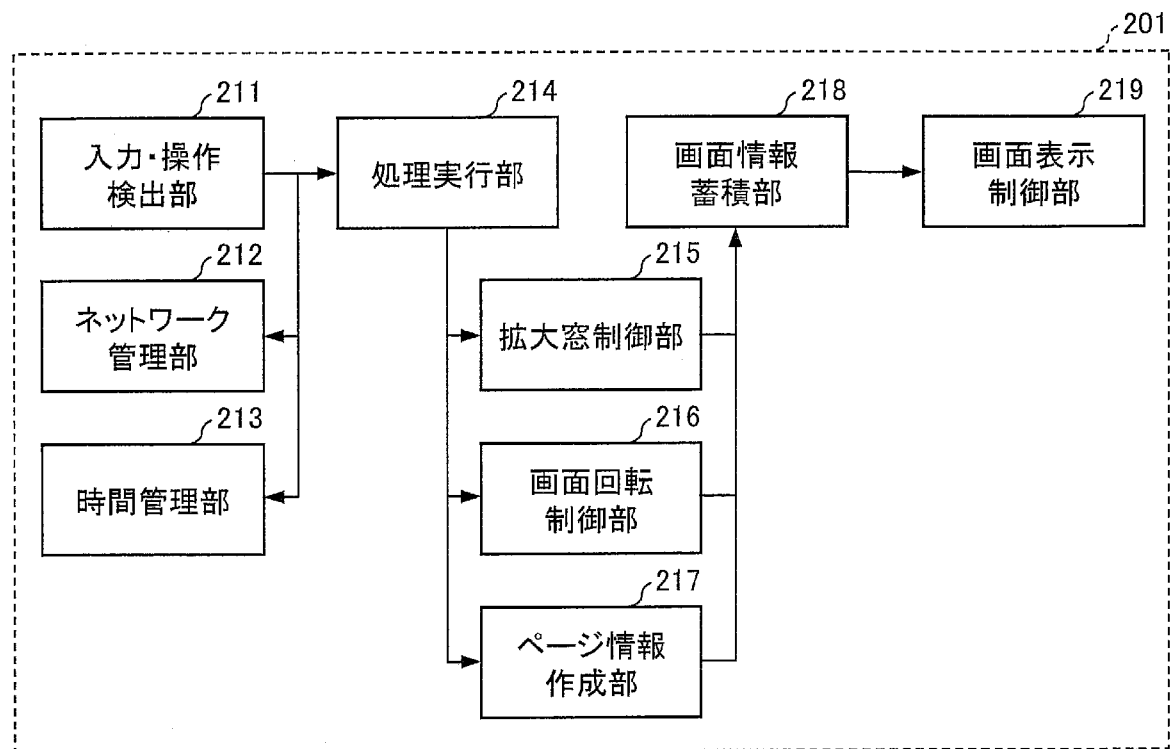 201
211
入力・操作
検出部
214
処理実行部
218
画面情報
蓄積部
219
画面表示
制御部
212
ネットワーク
管理部
215
拡大窓制御部
213
時間管理部
216
画面回転
制御部
217
ページ情報
作成部